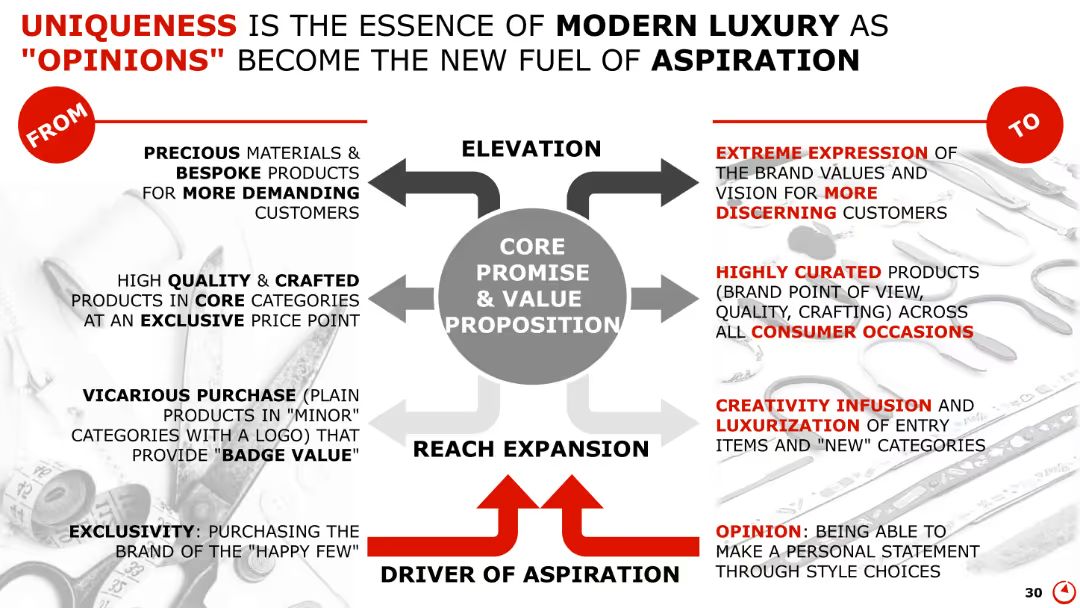 UNIQUENESS IS THE ESSENCE OF MODERN LUXURY AS
"OPINIONS" BECOME THE NEW FUEL OF ASPIRATION
FROM
PRECIOUS MATERIALS &
BESPOKE PRODUCTS
FOR MORE DEMANDING
CUSTOMERS
HIGH QUALITY & CRAFTED
PRODUCTS IN CORE CATEGORIES
AT AN EXCLUSIVE PRICE POINT
VICARIOUS PURCHASE (PLAIN
PRODUCTS IN "MINOR"
CATEGORIES WITH A LOGO) THAT
PROVIDE "BADGE VALUE"
EXCLUSIVITY: PURCHASING THE
BRAND OF THE "HAPPY FEW"
ELEVATION
CORE
PROMISE
& VALUE
PROPOSITION
REACH EXPANSION
DRIVER OF ASPIRATION
TO
EXTREME EXPRESSION OF
THE BRAND VALUES AND
VISION FOR MORE
DISCERNING CUSTOMERS
HIGHLY CURATED PRODUCTS
(BRAND POINT OF VIEW,
QUALITY, CRAFTING) ACROSS
ALL CONSUMER OCCASIONS
CREATIVITY INFUSION AND
LUXURIZATION OF ENTRY
ITEMS AND "NEW" CATEGORIES
OPINION: BEING ABLE TO
MAKE A PERSONAL STATEMENT
THROUGH STYLE CHOICES
30